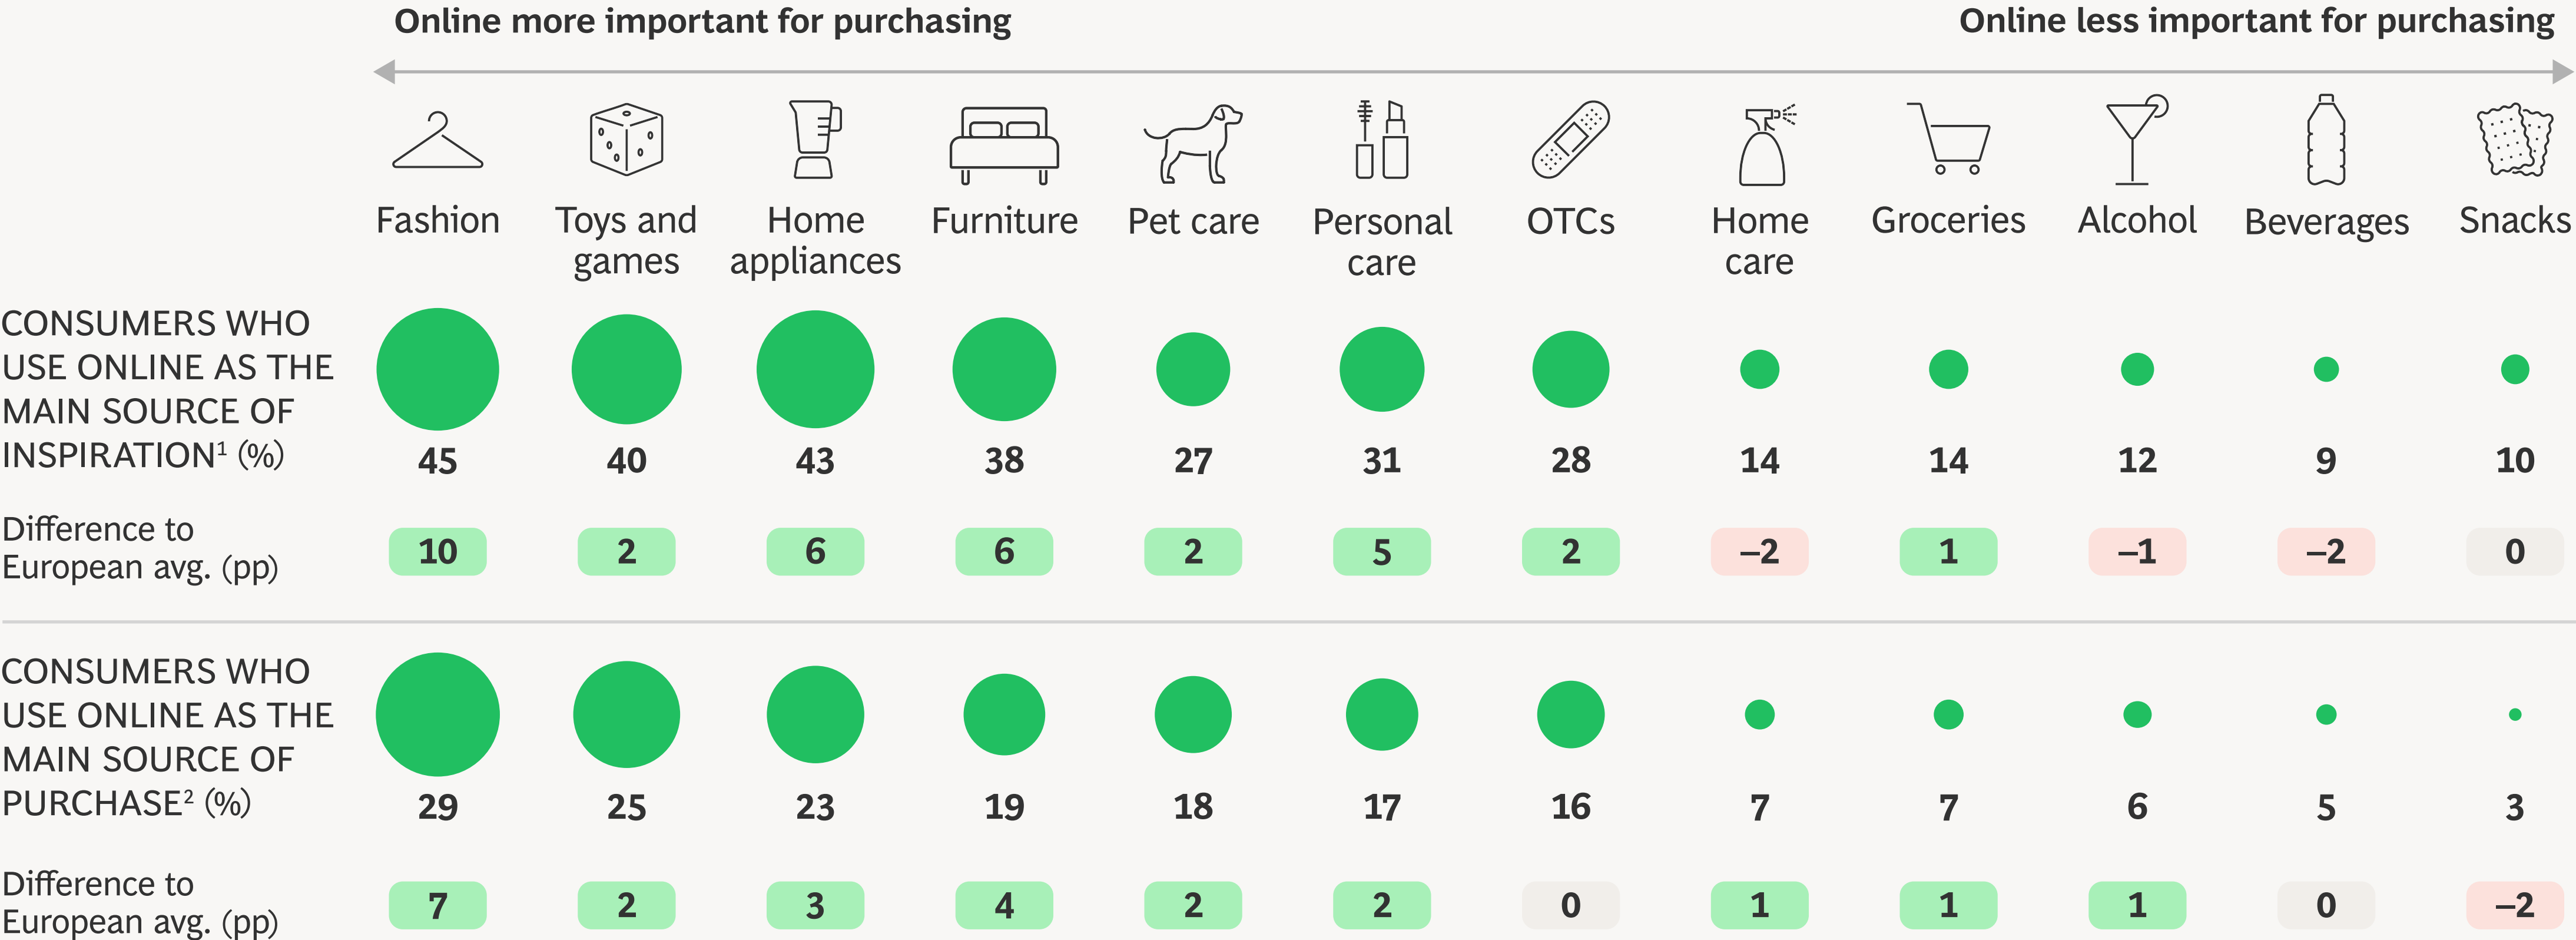 Online more important for purchasing
Online less important for purchasing
Fashion
Toys and
games
Home
appliances
Furniture
Pet care
Personal
care
OTCs
Home
care
Groceries
Alcohol
Beverages
Snacks
CONSUMERS WHO
USE ONLINE AS THE
MAIN SOURCE OF
INSPIRATION¹ (%)
45 40 43 38 27 31 28 14 14 12 9 10
Difference to
European avg. (pp)
10 2 6 6 2 5 2 –2 1 –1 –2 0
CONSUMERS WHO
USE ONLINE AS THE
MAIN SOURCE OF
PURCHASE² (%)
29 25 23 19 18 17 16 7 7 6 5 3
Difference to
European avg. (pp)
7 2 3 4 2 2 0 1 1 1 0 –2